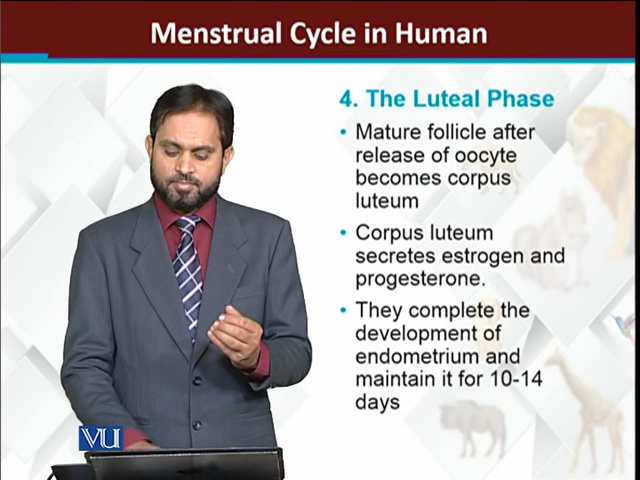 Menstrual Cycle in Human
4. The Luteal Phase
• Mature follicle after
release of oocyte
becomes corpus
luteum
• Corpus luteum
secretes estrogen and
progesterone.
• They complete the
development of
endometrium and
maintain it for 10-14
days
VU